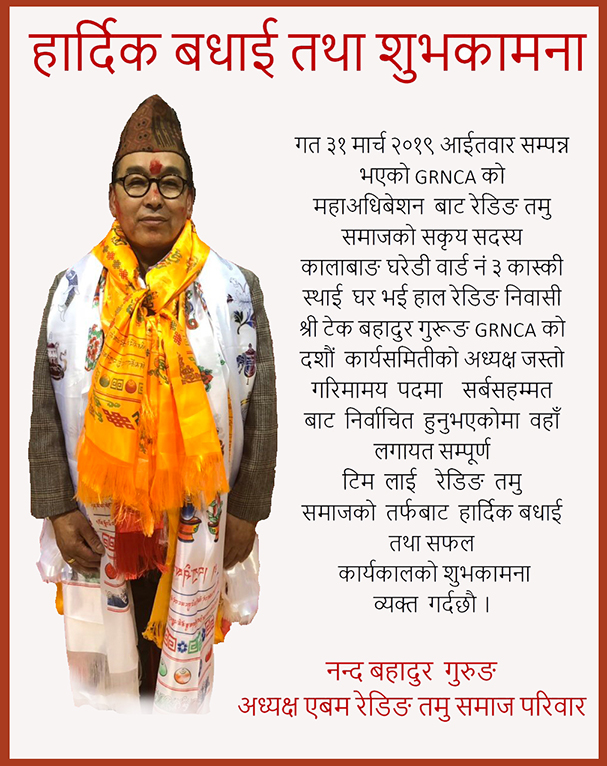 हार्दिक बधाई तथा शुभकामना
गत ३१ मार्च २०१९ आईतवार सम्पन्न
भएको GRNCA को
महाअधिबेशन बाट रेडिङ तमु
समाजको सकृय सदस्य
कालाबाङ घरेडी वार्ड नं ३ कास्की
स्थाई घर भई हाल रेडिङ निवासी
श्री टेक बहादुर गुरूङ GRNCA को
दशौं कार्यसमितीको अध्यक्ष जस्तो
गरिमामय पदमा सर्बसहम्मत
बाट निर्वाचित हुनुभएकोमा वहाँ
लगायत सम्पूर्ण
टिम लाई रेडिङ तमु
समाजको तर्फबाट हार्दिक बधाई
तथा सफल
कार्यकालको शुभकामना
व्यक्त गर्दछौ ।
नन्द बहादुर गुरुङ
अध्यक्ष एबम रेडिङ तमु समाज परिवार